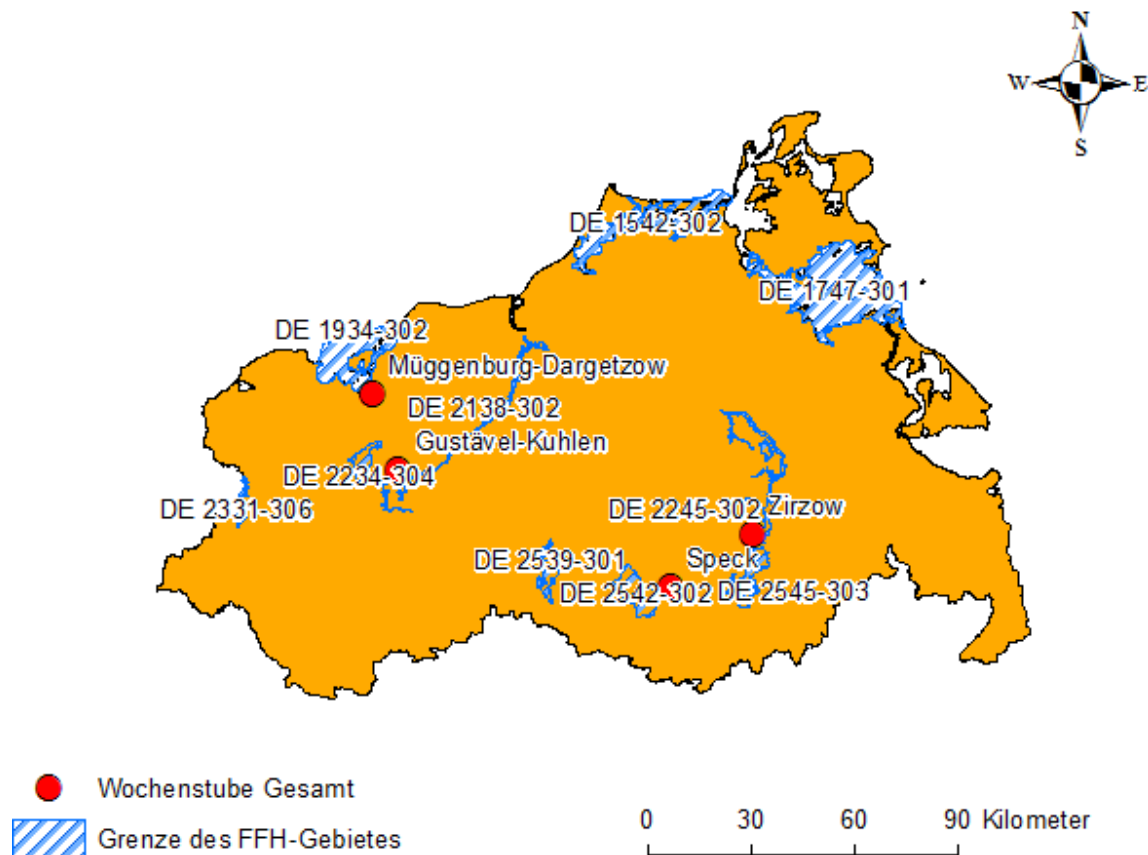 N
W
E
S
DE 1542-302
DE 1747-301
DE 1934-302
Müggenburg-Dargetzow
DE 2138-302
Gustävel-Kuhlen
DE 2234-304
DE 2331-306
DE 2245-302
Zirzow
DE 2539-301
Speck
DE 2542-302
DE 2545-303
Wochenstube Gesamt
Grenze des FFH-Gebietes
0 30 60 90 Kilometer